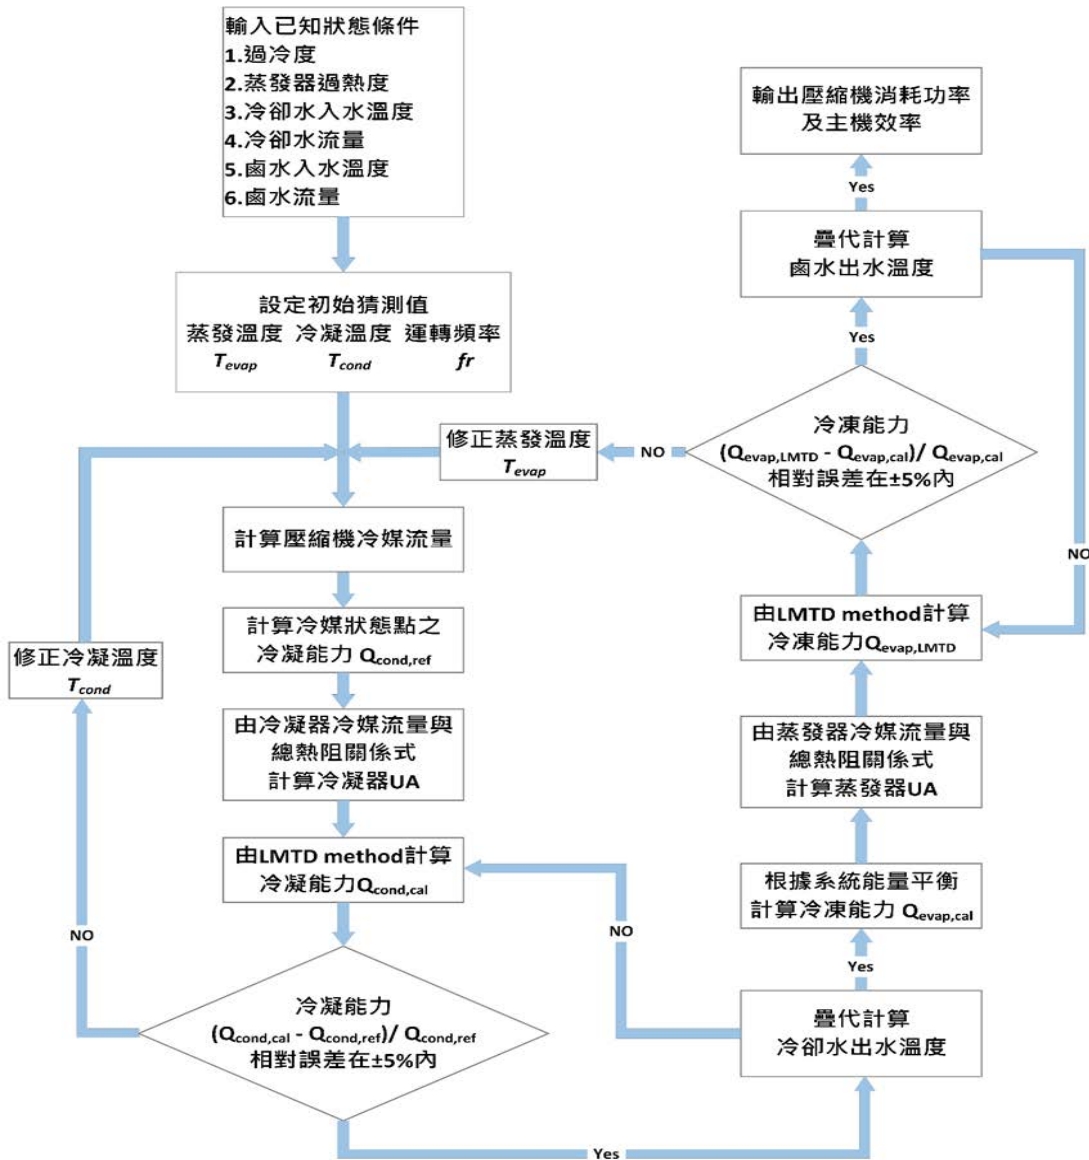 輸入已知狀態條件
1.過冷度
2.蒸發器過熱度
3.冷卻水入水溫度
4.冷卻水流量
5.鹵水入水溫度
6.鹵水流量
設定初始猜測值
蒸發溫度 冷凝溫度 運轉頻率
Tevap Tcond fr
修正蒸發溫度
Tevap
計算壓縮機冷媒流量
計算冷媒狀態點之
冷凝能力 Qcond,ref
修正冷凝溫度
Tcond
由冷凝器冷媒流量與
總熱阻關係式
計算冷凝器UA
由LMTD method計算
冷凝能力Qcond,cal
NO
冷凝能力
(Qcond,cal - Qcond,ref)/ Qcond,ref
相對誤差在±5%內
Yes
疊代計算
冷卻水出水溫度
NO
Yes
根據系統能量平衡
計算冷凍能力 Qevap,cal
由蒸發器冷媒流量與
總熱阻關係式
計算蒸發器UA
由LMTD method計算
冷凍能力Qevap,LMTD
冷凍能力
(Qevap,LMTD - Qevap,cal)/ Qevap,cal
相對誤差在±5%內
NO
Yes
疊代計算
鹵水出水溫度
NO
Yes
輸出壓縮機消耗功率
及主機效率